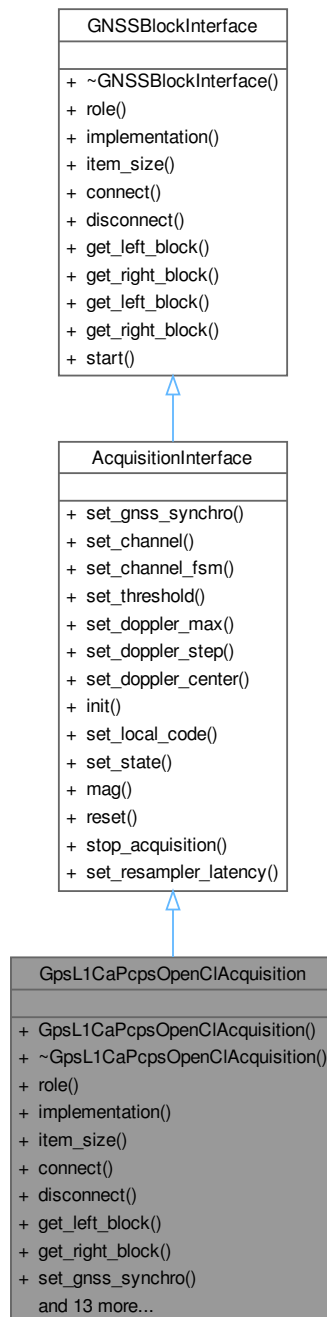 GNSSBlockInterface
+ ~GNSSBlockInterface()
+ role()
+ implementation()
+ item_size()
+ connect()
+ disconnect()
+ get_left_block()
+ get_right_block()
+ get_left_block()
+ get_right_block()
+ start()
AcquisitionInterface
+ set_gnss_synchro()
+ set_channel()
+ set_channel_fsm()
+ set_threshold()
+ set_doppler_max()
+ set_doppler_step()
+ set_doppler_center()
+ init()
+ set_local_code()
+ set_state()
+ mag()
+ reset()
+ stop_acquisition()
+ set_resampler_latency()
GpsL1CaPcpsOpenClAcquisition
+ GpsL1CaPcpsOpenClAcquisition()
+ ~GpsL1CaPcpsOpenClAcquisition()
+ role()
+ implementation()
+ item_size()
+ connect()
+ disconnect()
+ get_left_block()
+ get_right_block()
+ set_gnss_synchro()
and 13 more...